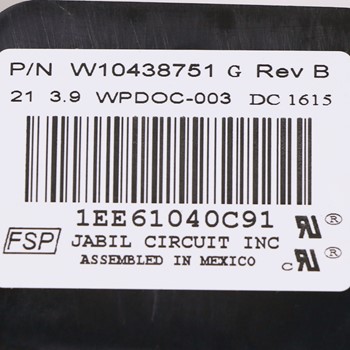 P/N W10438751 G Rev B
21 3.9 WPDOC-003 DC 1615
1EE61040C91
FSP JABIL CIRCUIT INC
ASSEMBLED IN MEXICO